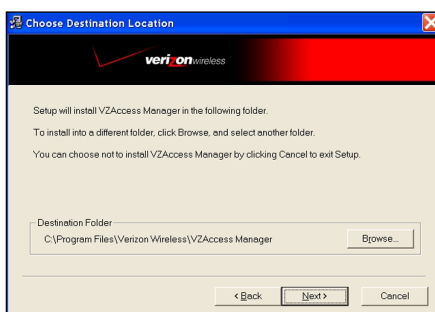 Choose Destination Location
verizonwireless
Setup will install VZAccess Manager in the following folder.
To install into a different folder, click Browse, and select another folder.
You can choose not to install VZAccess Manager by clicking Cancel to exit Setup.
Destination Folder
C:\Program Files\Verizon Wireless\VZAccess Manager
Browse...
< Back
Next >
Cancel